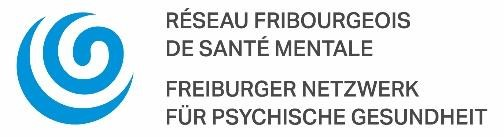 RÉSEAU FRIBOURGEOIS
DE SANTÉ MENTALE
FREIBURGER NETZWERK
FÜR PSYCHISCHE GESUNDHEIT